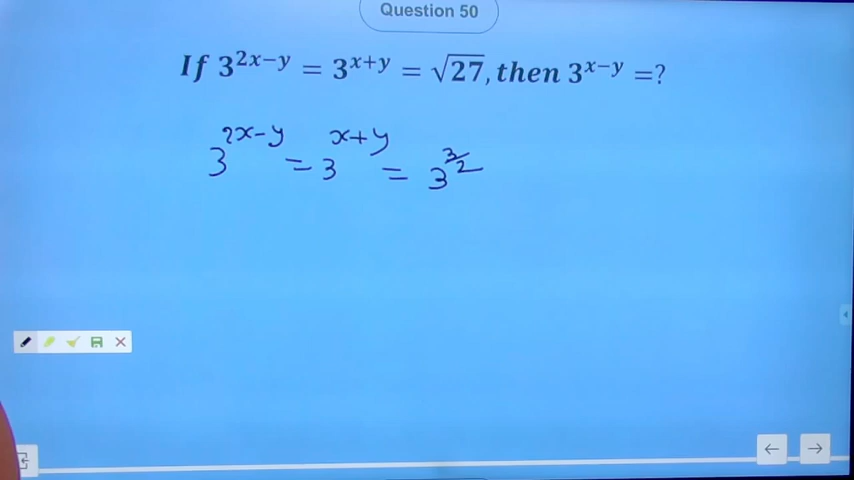 Question 50
If 3^{2x-y} = 3^{x+y} = √27, then 3^{x-y} =?
3^{2x-y} = 3^{x+y} = 3^{3/2}